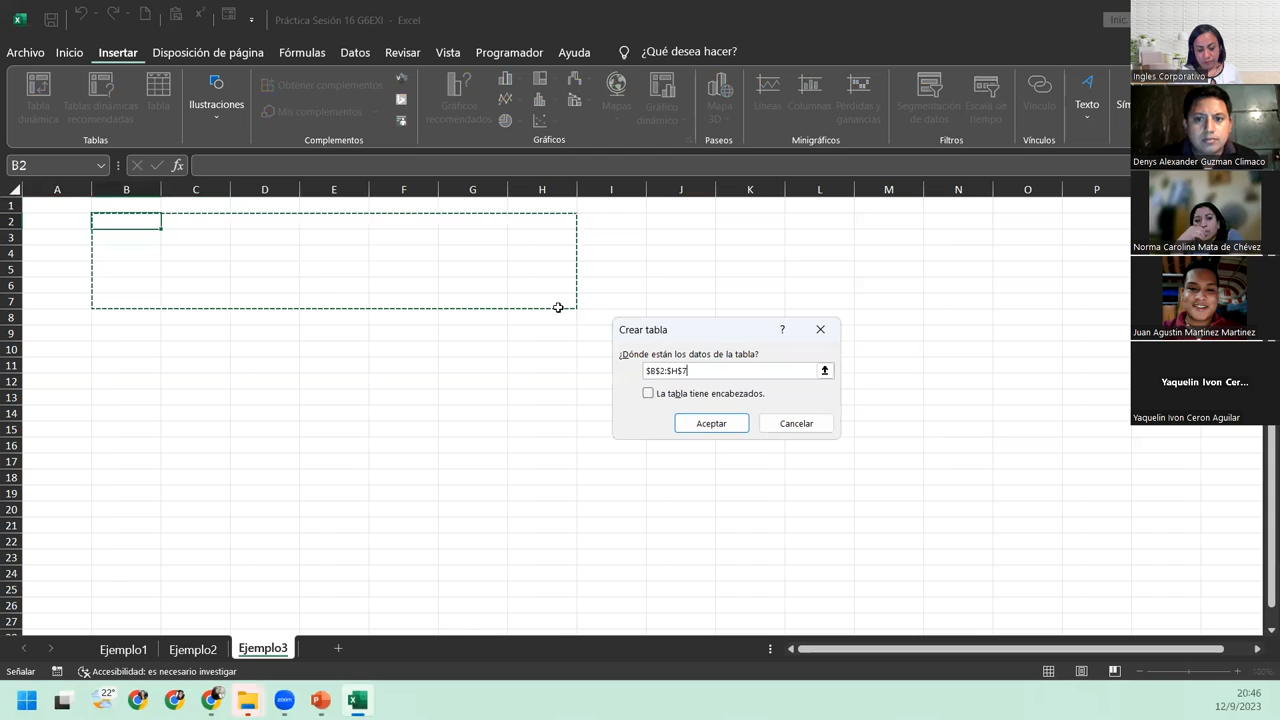 Práctica Sesión 16 G6EXI - Excel
Inic
Archivo Inicio Insertar Disposición de página Fórmulas Datos Revisar Vista Programador Ayuda ¿Qué desea hacer?
Tabla dinámica
Tablas dinámicas recomendadas
Tabla
Ilustraciones
Obtener complementos
Mis complementos
Gráficos recomendados
Mapas
Gráfico
Mapa 3D
Líneas
Columnas
Pérdidas y ganancias
Segmentación de datos
Escala de tiempo
Vínculo
Texto
Sím
Tablas
Complementos
Gráficos
Paseos
Minigráficos
Filtros
Vínculos
B2
fx
A B C D E F G H I J K L M N O P
1
2
3
4
5
6
7
8
9
10
11
12
13
14
15
16
17
18
19
20
21
22
23
24
25
26
27
Crear tabla
?
¿Dónde están los datos de la tabla?
$B$2:$H$7
La tabla tiene encabezados.
Aceptar
Cancelar
Ingles Corporativo
Denys Alexander Guzman Climaco
Norma Carolina Mata de Chévez
Juan Agustin Martinez Martinez
Yaquelin Ivon Cer...
Yaquelin Ivon Ceron Aguilar
Ejemplo1 Ejemplo2 Ejemplo3
Señalar
Accesibilidad: es necesario investigar
100%
22°
zoom
20:46
12/9/2023